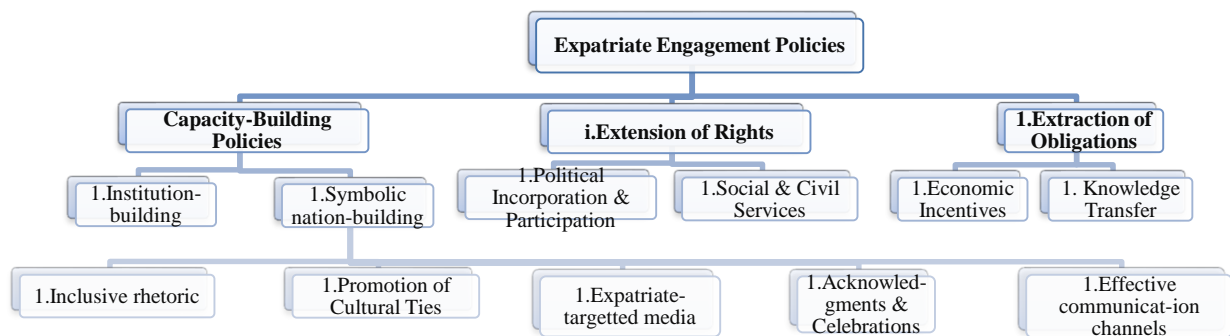 Expatriate Engagement Policies
Capacity-Building
Policies
i.Extension of Rights
1.Extraction of
Obligations
1.Institution-
building
1.Symbolic
nation-building
1.Political
Incorporation &
Participation
1.Social & Civil
Services
1.Economic
Incentives
1. Knowledge
Transfer
1.Inclusive rhetoric
1.Promotion of
Cultural Ties
1.Expatriate-
targetted media
1.Acknowled-
gments &
Celebrations
1.Effective
communicat-ion
channels